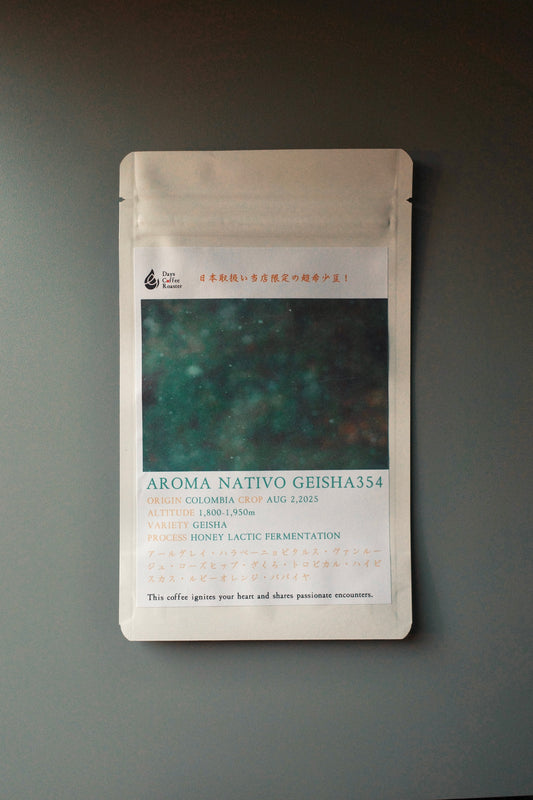 Days
Coffee
Roaster
日本取扱い当店限定の超希少豆！
AROMA NATIVO GEISHA354
ORIGIN COLOMBIA CROP AUG 2,2025
ALTITUDE 1,800-1,950m
VARIETY GEISHA
PROCESS HONEY LACTIC FERMENTATION
アールグレイ・ハラペーニョピクルス・ヴァンルー
ジュ・ローズヒップ・ざくろ・トロピカル・ハイビ
スカス・ルビーオレンジ・パパイヤ
This coffee ignites your heart and shares passionate encounters.